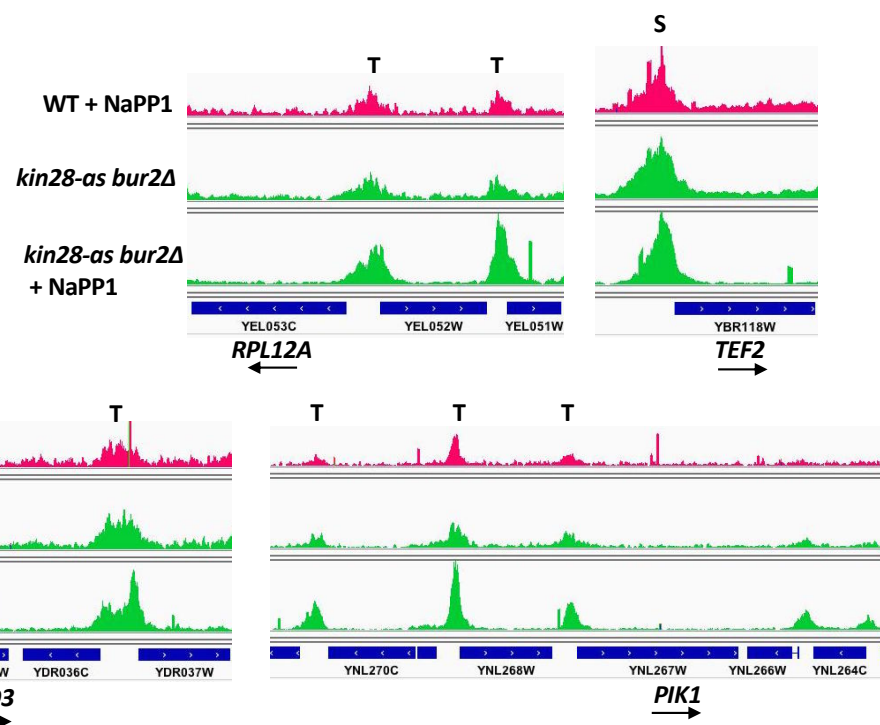 S
T T
WT + NaPP1
kin28-as bur2Δ
kin28-as bur2Δ
+ NaPP1
YEL053C YEL052W YEL051W YBR118W
RPL12A TEF2
T T T T
W YDR036C YDR037W YNL270C YNL268W YNL267W YNL266W YNL264C
PIK1